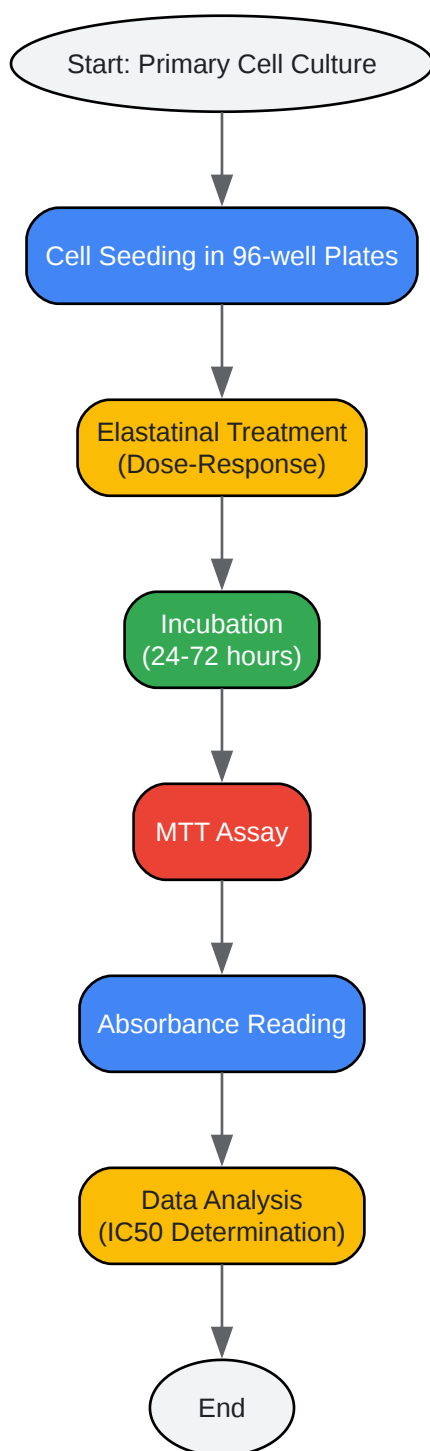 Start: Primary Cell Culture
Cell Seeding in 96-well Plates
Elastatinal Treatment
(Dose-Response)
Incubation
(24-72 hours)
MTT Assay
Absorbance Reading
Data Analysis
(IC50 Determination)
End